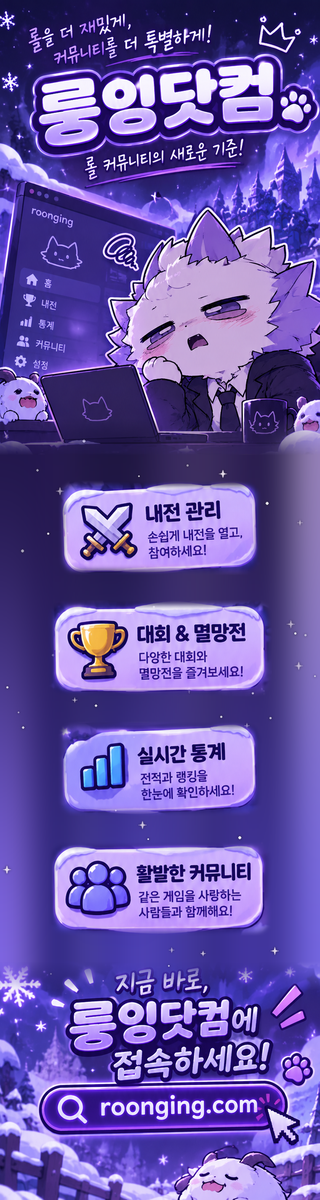 롤을 더 재밌게,
커뮤니티를 더 특별하게!
룽잉닷컴
롤 커뮤니티의 새로운 기준!
roonging
홈
내전
통계
커뮤니티
설정
내전 관리
손쉽게 내전을 열고,
참여하세요!
대회 & 멸망전
다양한 대회와
멸망전을 즐겨보세요!
실시간 통계
전적과 랭킹을
한눈에 확인하세요!
활발한 커뮤니티
같은 게임을 사랑하는
사람들과 함께해요!
지금 바로,
룽잉닷컴에
접속하세요!
roonging.com